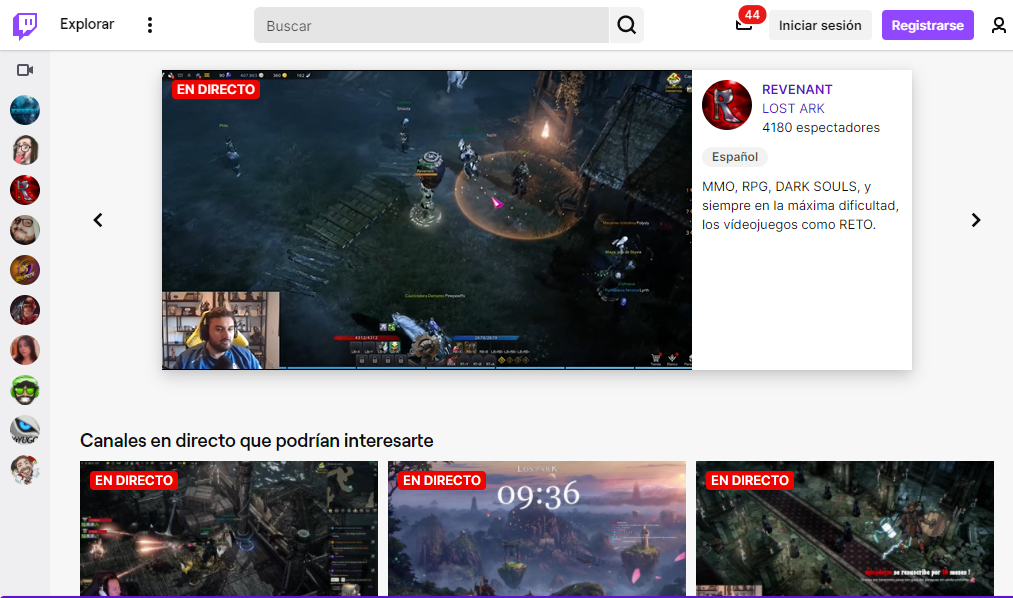 Explorar
Buscar
44
Iniciar sesión
Registrarse
EN DIRECTO
REVENANT
LOST ARK
4180 espectadores
Español
MMO, RPG, DARK SOULS, y
siempre en la máxima dificultad,
los vídeojuegos como RETO.
Canales en directo que podrían interesarte
EN DIRECTO
EN DIRECTO
LOST ARK
09:36
EN DIRECTO